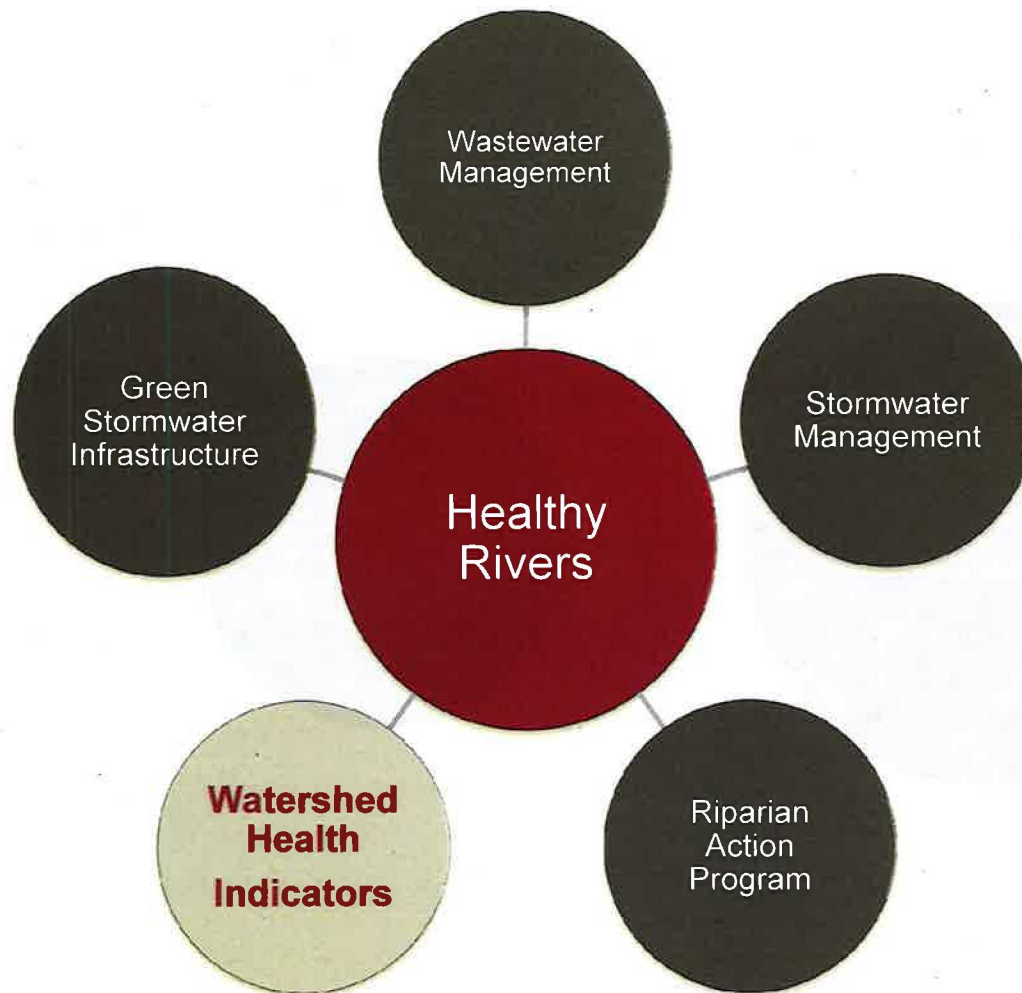 Wastewater
Management
Green
Stormwater
Infrastructure
Stormwater
Management
Healthy
Rivers
Watershed
Health
Indicators
Riparian
Action
Program